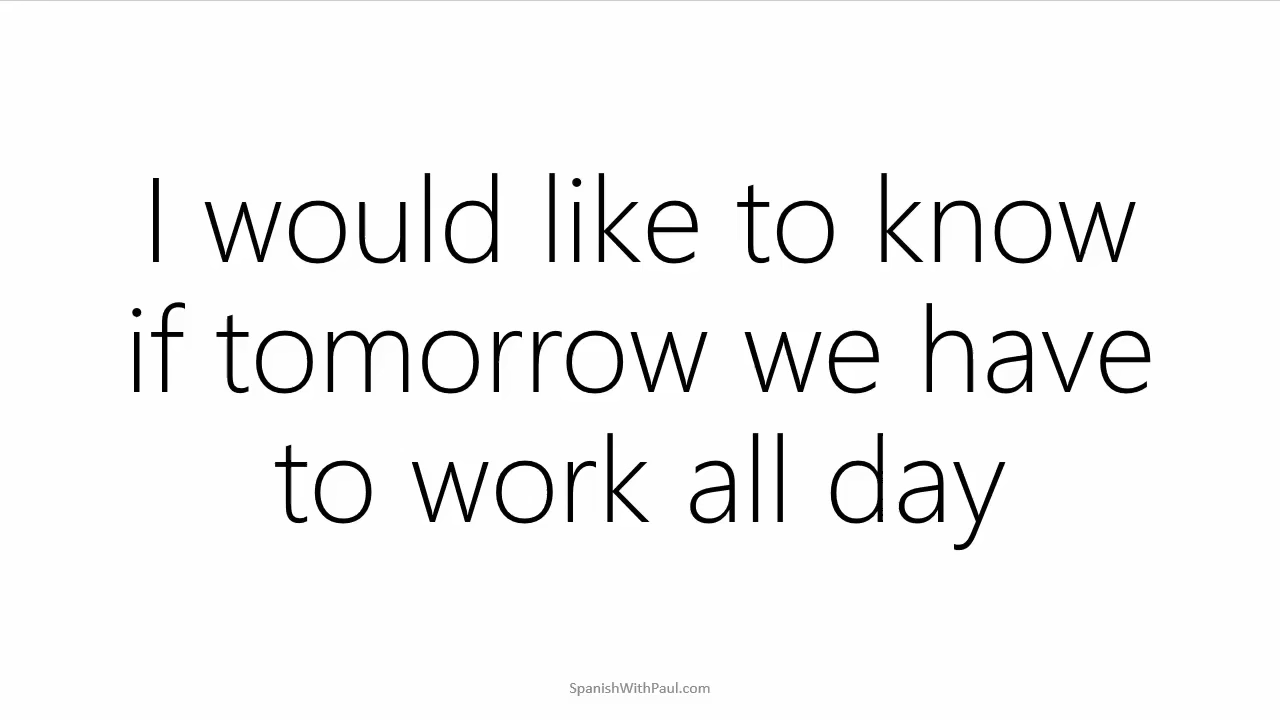 I would like to know
if tomorrow we have
to work all day
SpanishWithPaul.com